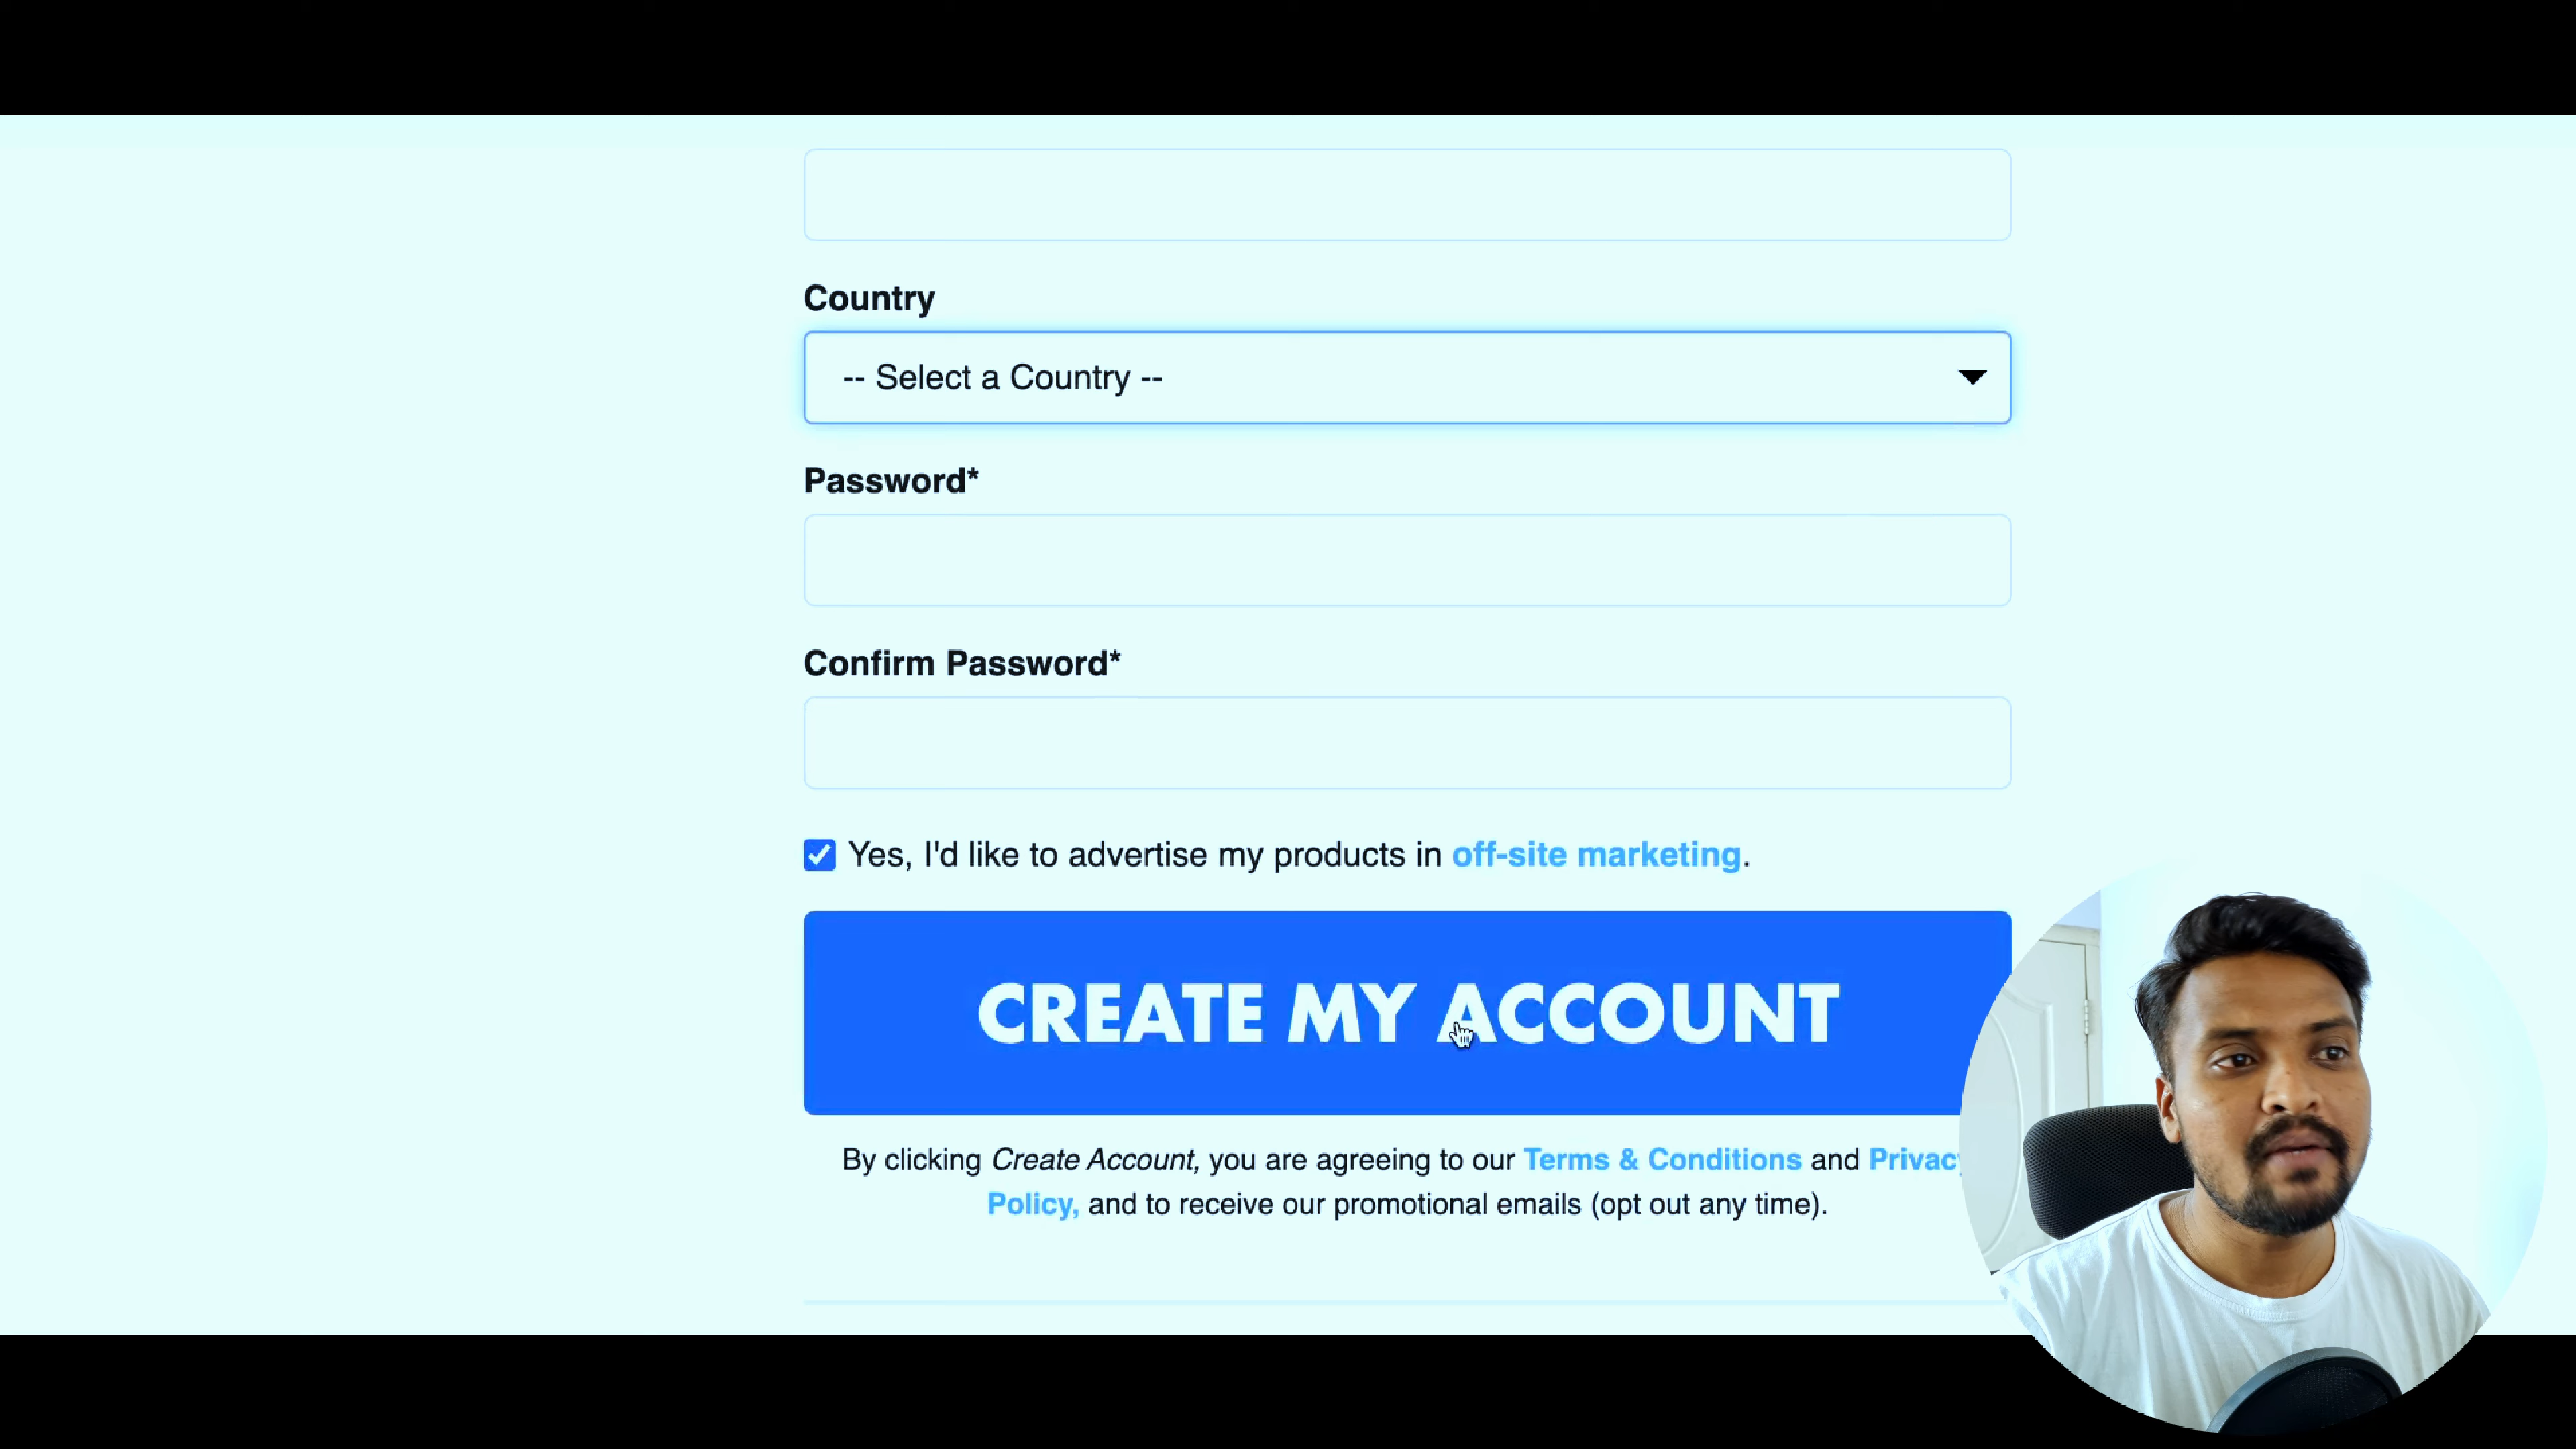 Country
-- Select a Country --
Password*
Confirm Password*
Yes, I'd like to advertise my products in off-site marketing.
CREATE MY ACCOUNT
By clicking Create Account, you are agreeing to our Terms & Conditions and Privacy
Policy, and to receive our promotional emails (opt out any time).